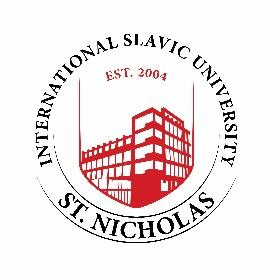 INTERNATIONAL SLAVIC UNIVERSITY
EST. 2004
ST. NICHOLAS